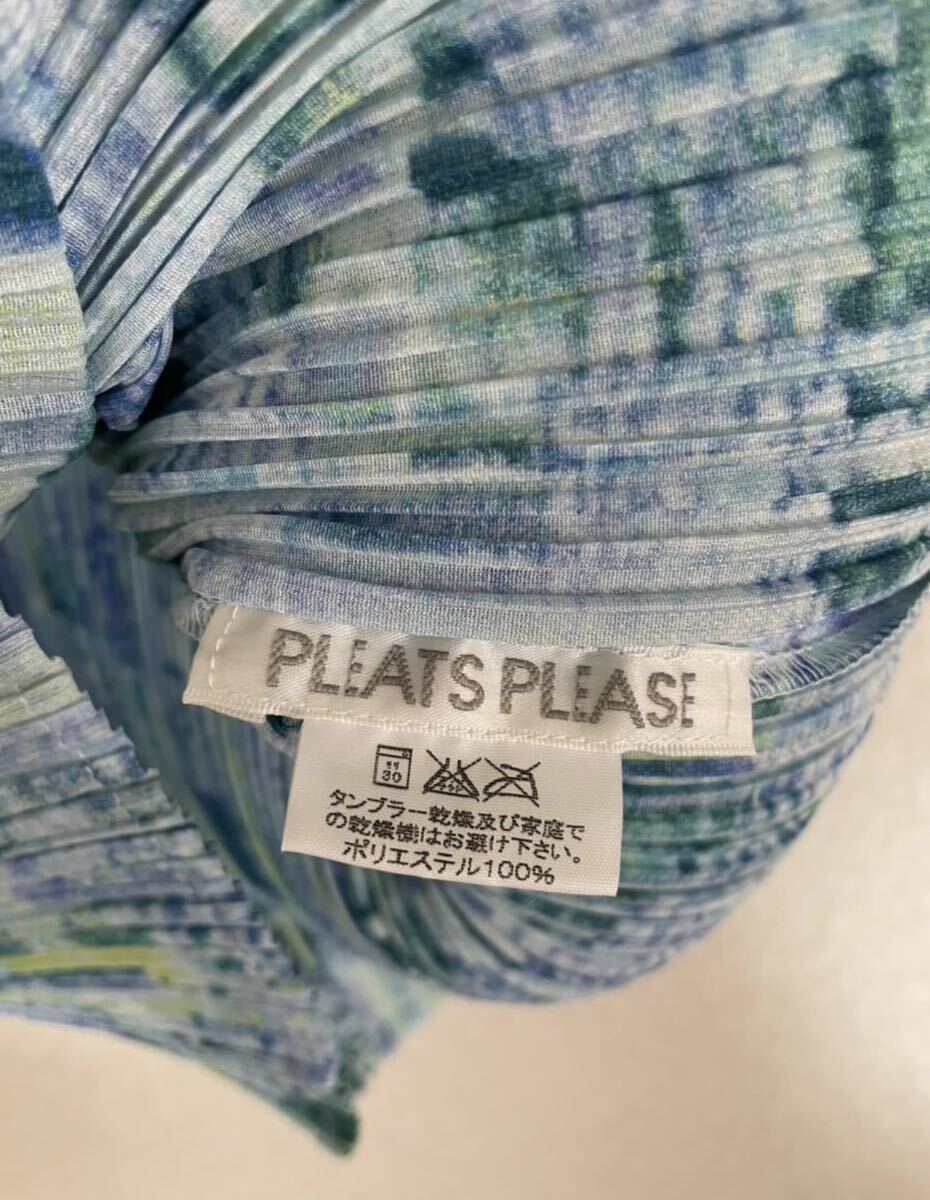 PLEATS PLEASE
30
タンブラー乾燥及び家庭で
の乾燥機はお避け下さい。
ポリエステル100%